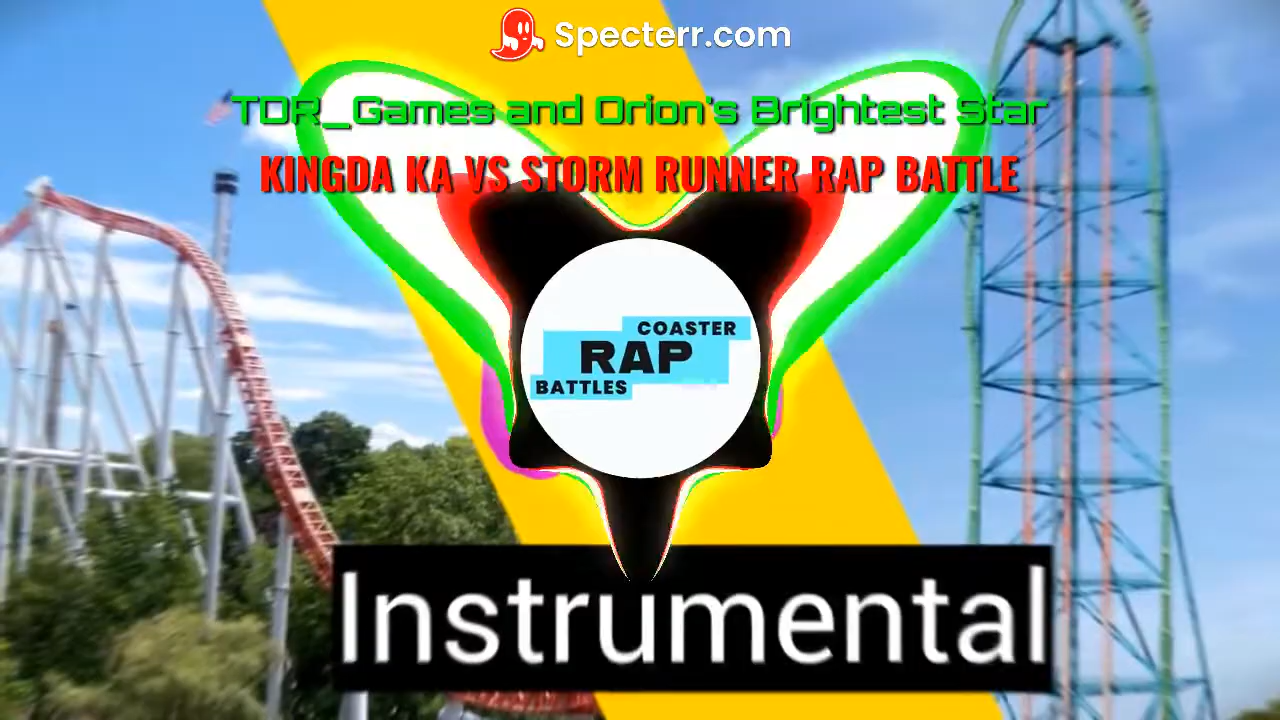 Specterr.com
TDR_Games and Orion's Brightest Star
KINGDA KA VS STORM RUNNER RAP BATTLE
COASTER
RAP
BATTLES
Instrumental